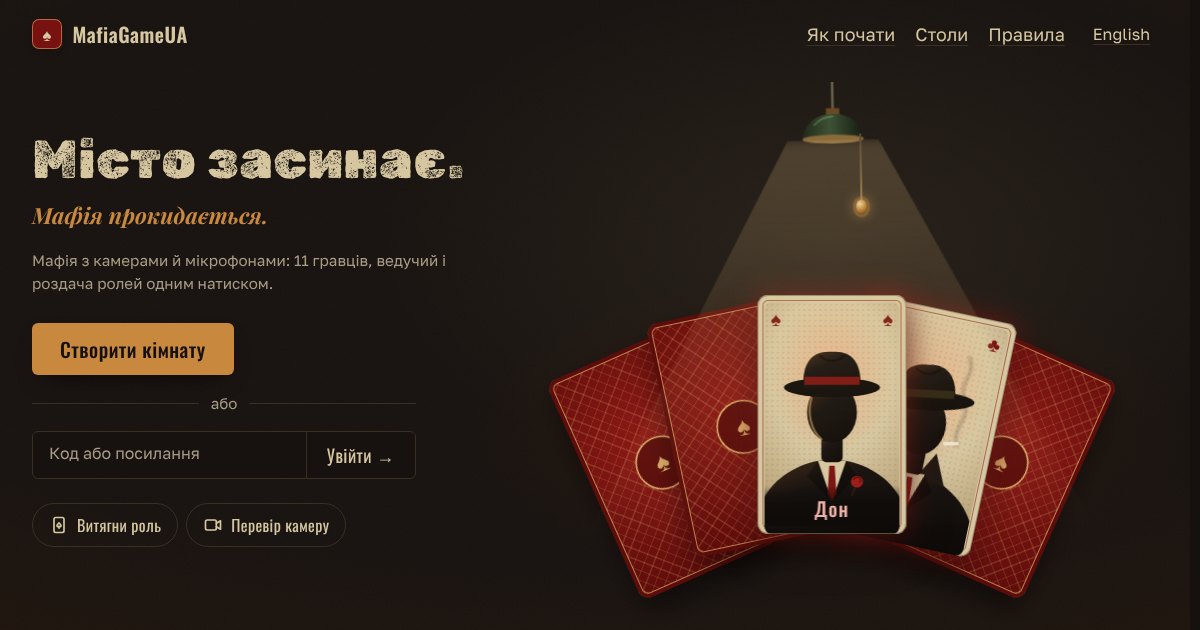 MafiaGameUA
Як почати
Столи
Правила
English
Місто засинає.
Мафія прокидається.
Мафія з камерами й мікрофонами: 11 гравців, ведучий і
роздача ролей одним натиском.
Створити кімнату
або
Код або посилання
Увійти →
Витягни роль
Перевір камеру
Дон